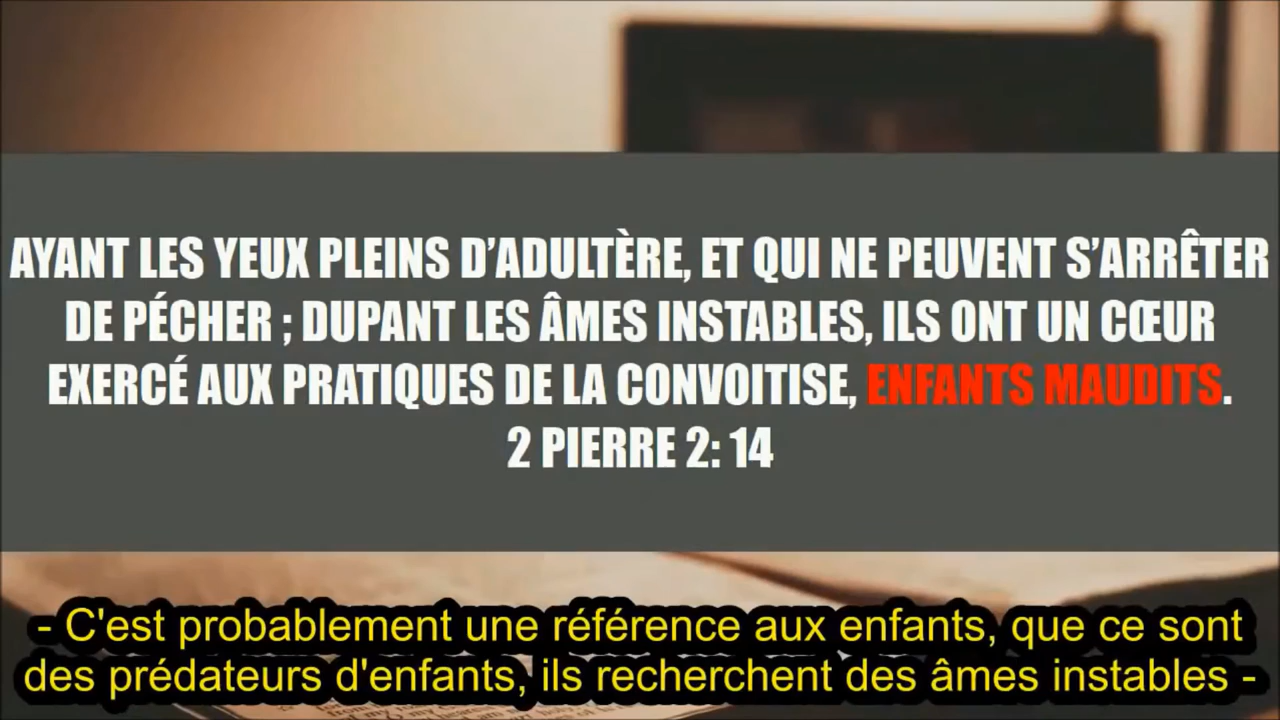 AYANT LES YEUX PLEINS D’ADULTÈRE, ET QUI NE PEUVENT S’ARRÊTER
DE PÉCHER ; DUPANT LES ÂMES INSTABLES, ILS ONT UN CŒUR
EXERCÉ AUX PRATIQUES DE LA CONVOITISE, ENFANTS MAUDITS.
2 PIERRE 2: 14
- C'est probablement une référence aux enfants, que ce sont
des prédateurs d'enfants, ils recherchent des âmes instables -